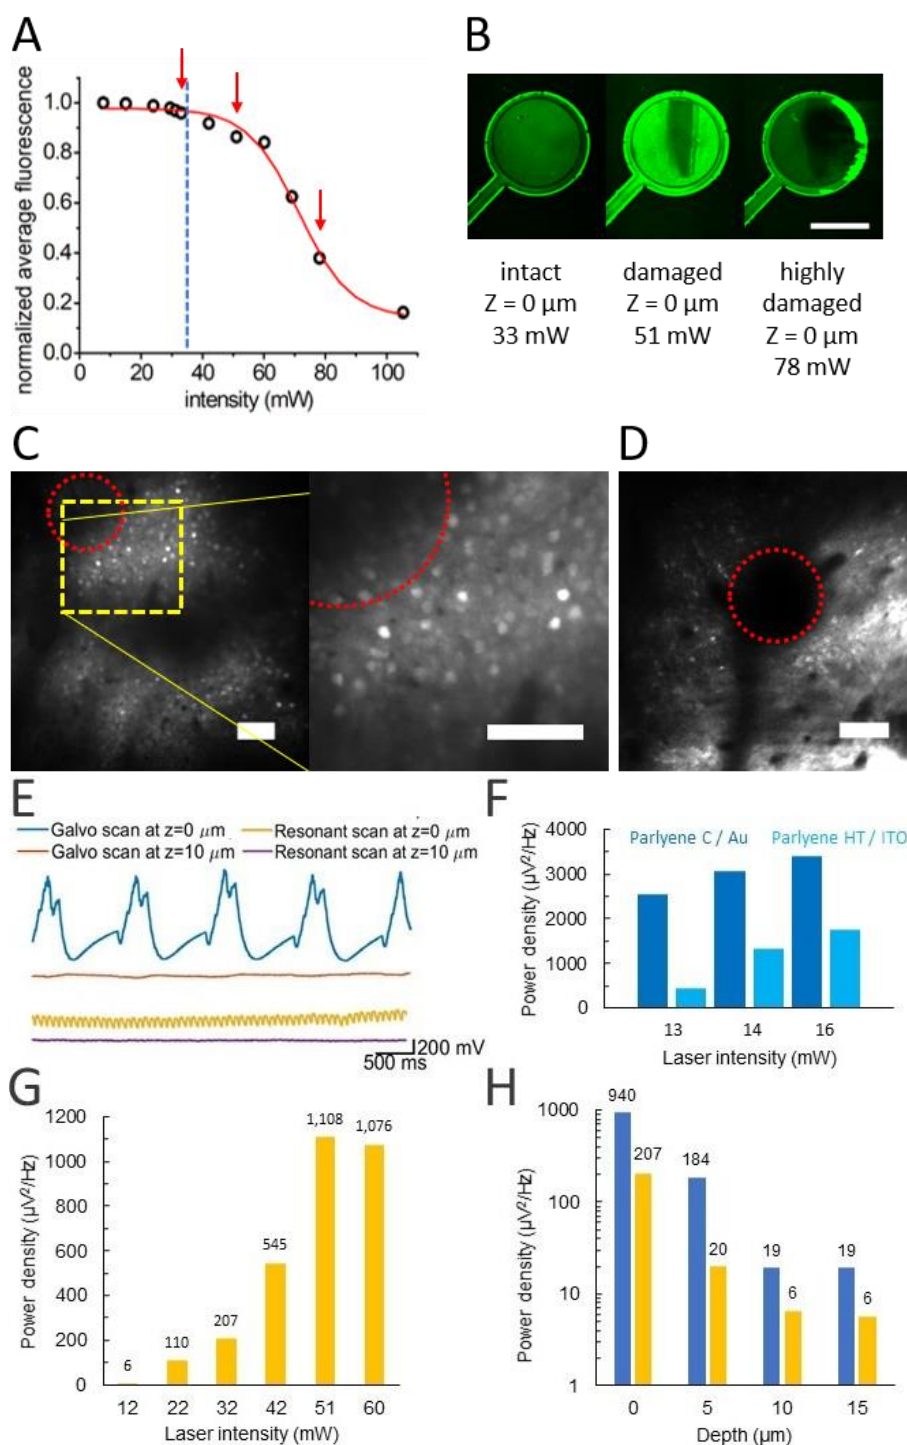 A
normalized average fluorescence
1.0
0.8
0.6
0.4
0.2
0.0
0 20 40 60 80 100
intensity (mW)
B
intact
Z = 0 µm
33 mW
damaged
Z = 0 µm
51 mW
highly
damaged
Z = 0 µm
78 mW
C
D
E
Galvo scan at z=0 µm
Resonant scan at z=0 µm
Galvo scan at z=10 µm
Resonant scan at z=10 µm
200 mV
500 ms
F
Parlyene C / Au
Parlyene HT / ITO
Power density (µV²/Hz)
4000
3000
2000
1000
0
13 14 16
Laser intensity (mW)
G
Power density (µV²/Hz)
1200
1000
800
600
400
200
0
6
110
207
545
1,108
1,076
12 22 32 42 51 60
Laser intensity (mW)
H
Power density (µV²/Hz)
1000
100
10
1
940
207
184
20
19
6
19
6
0 5 10 15
Depth (µm)